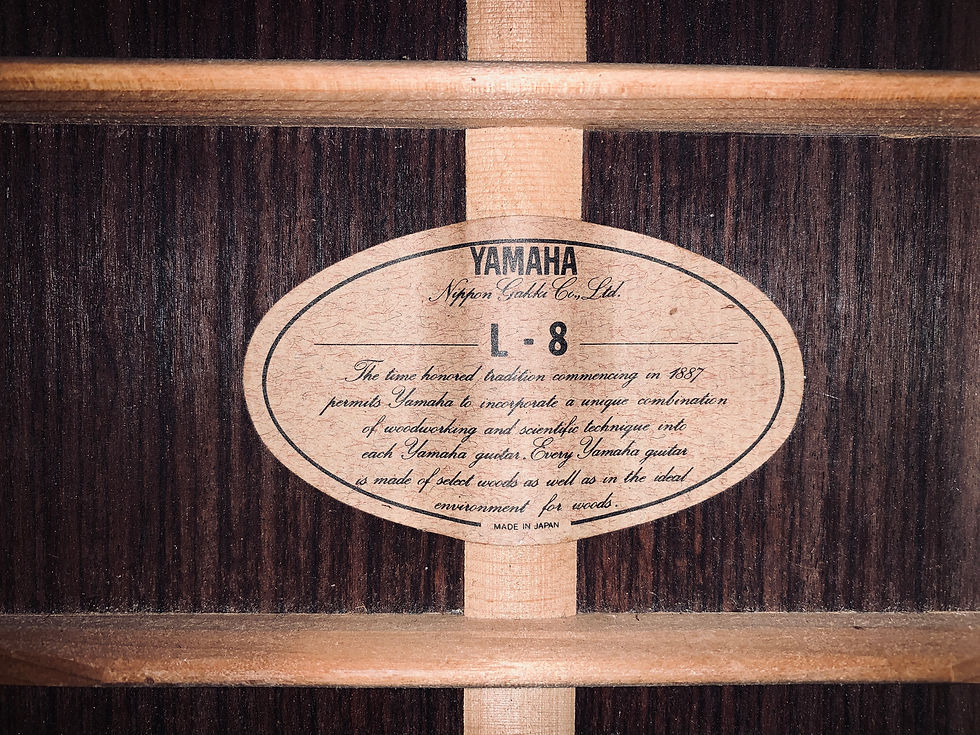 YAMAHA
Nippon Gakki Co., Ltd.
L - 8
The time honored tradition commencing in 1887
permits Yamaha to incorporate a unique combination
of woodworking and scientific technique into
each Yamaha guitar. Every Yamaha guitar
is made of select woods as well as in the ideal
environment for woods.
MADE IN JAPAN